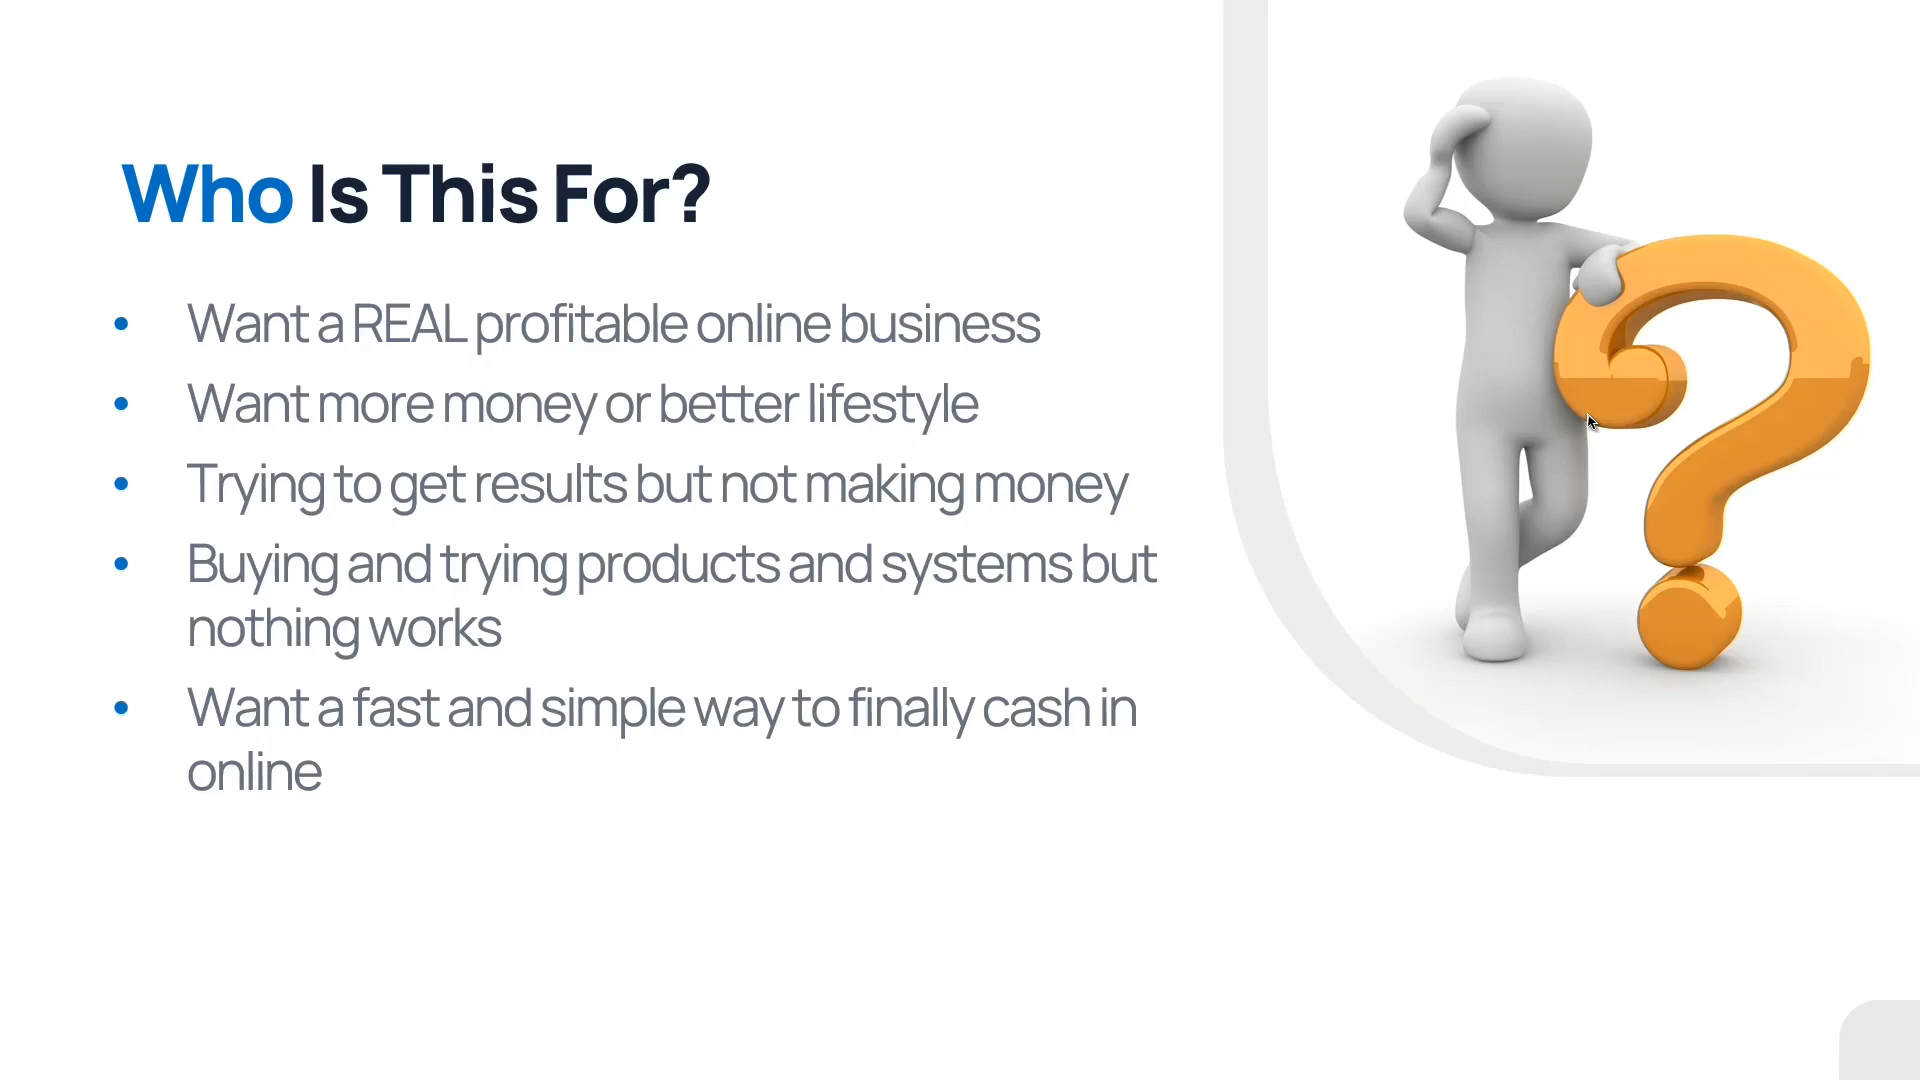 Who Is This For?
• Want a REAL profitable online business
• Want more money or better lifestyle
• Trying to get results but not making money
• Buying and trying products and systems but
nothing works
• Want a fast and simple way to finally cash in
online